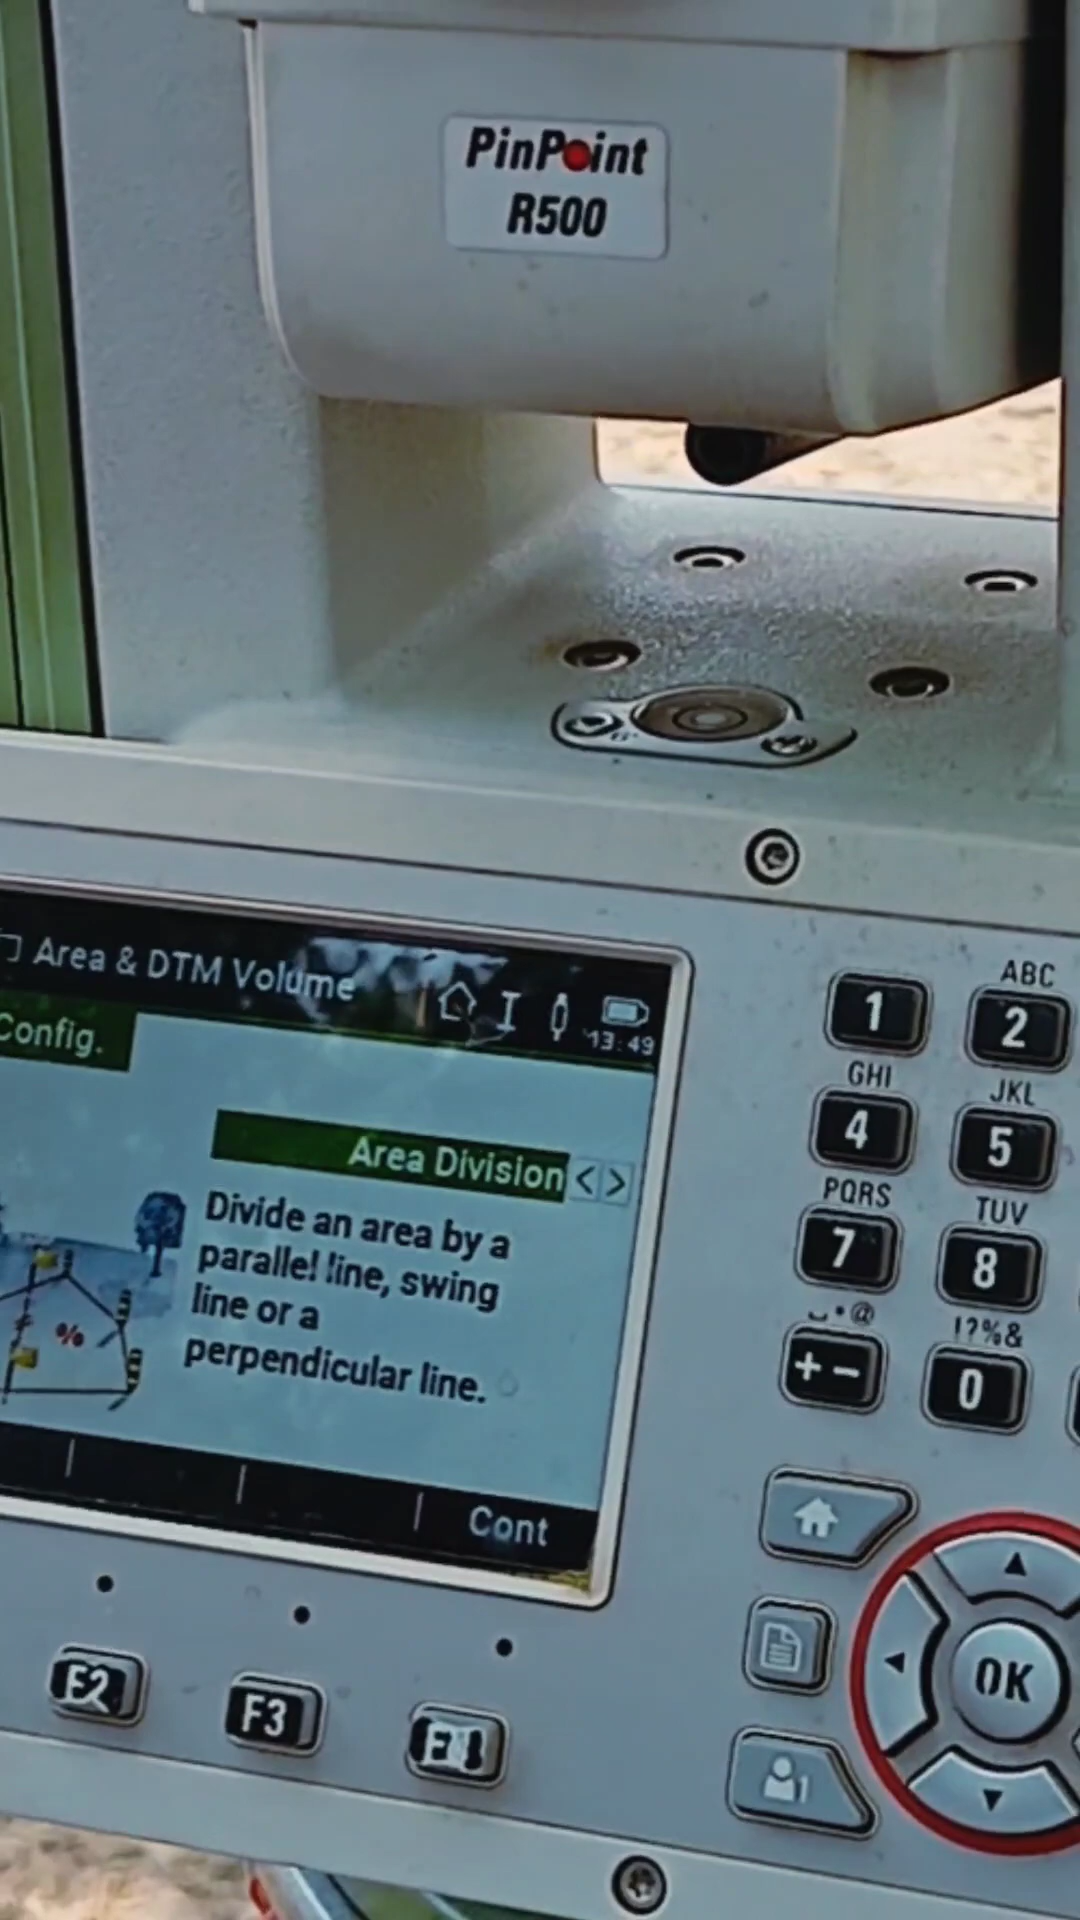 PinPoint
R500
Area & DTM Volume
13:49
Config.
Area Division
Divide an area by a
parallel line, swing
line or a
perpendicular line.
%
Cont
ABC
1 2
GHI JKL
4 5
PQRS TUV
7 8
@ !?%&
+ - 0
OK
1
F2 F3